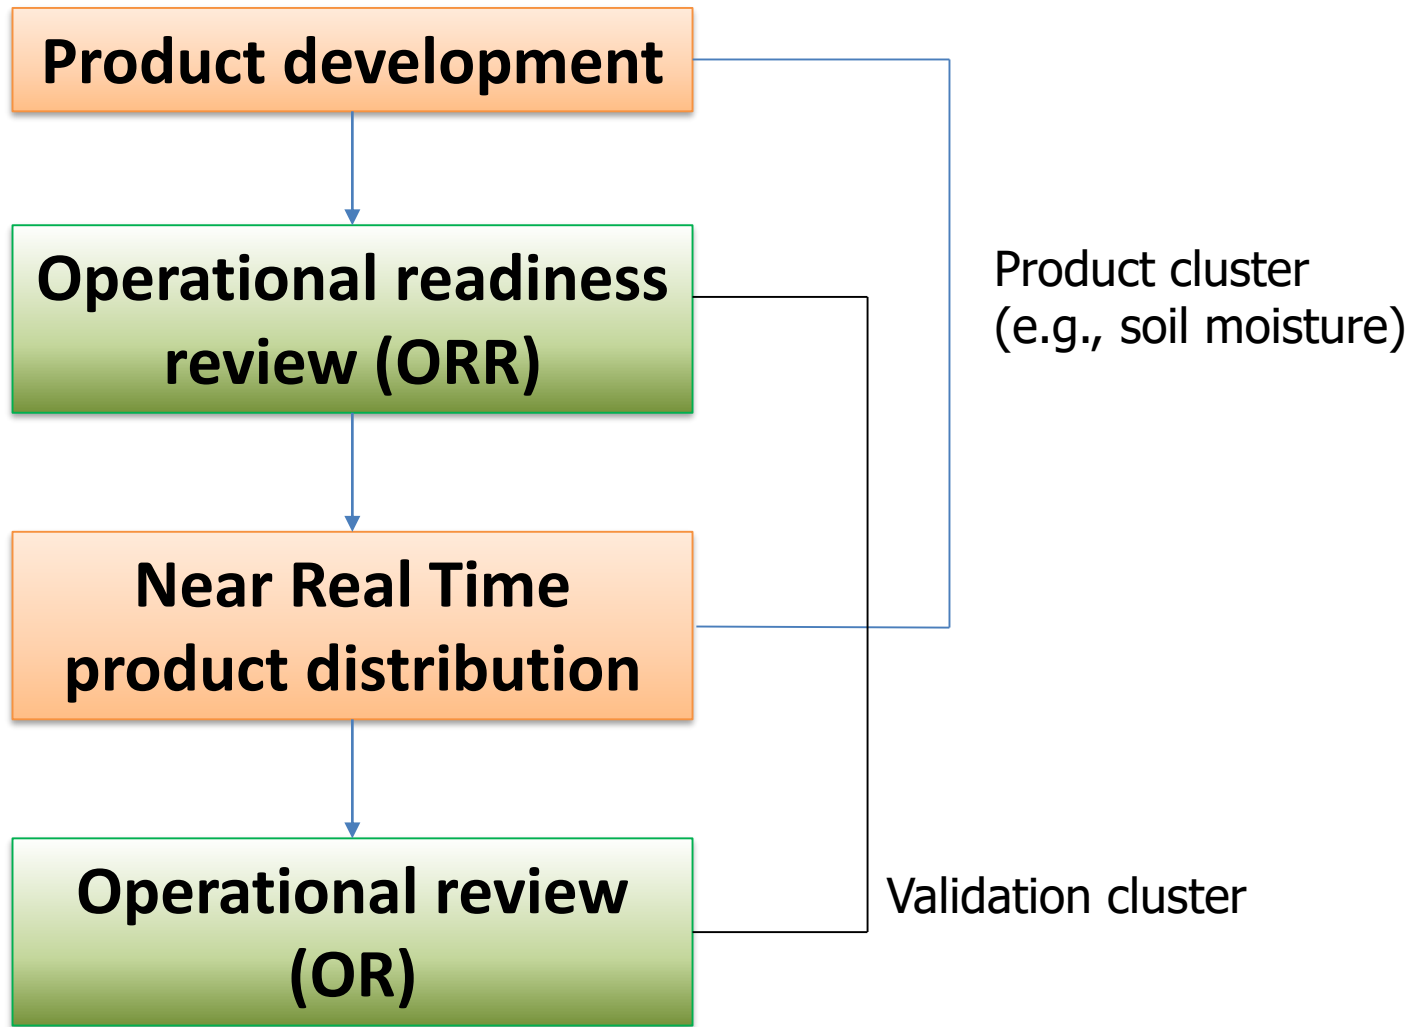 Product development
Operational readiness
review (ORR)
Product cluster
(e.g., soil moisture)
Near Real Time
product distribution
Operational review
(OR)
Validation cluster